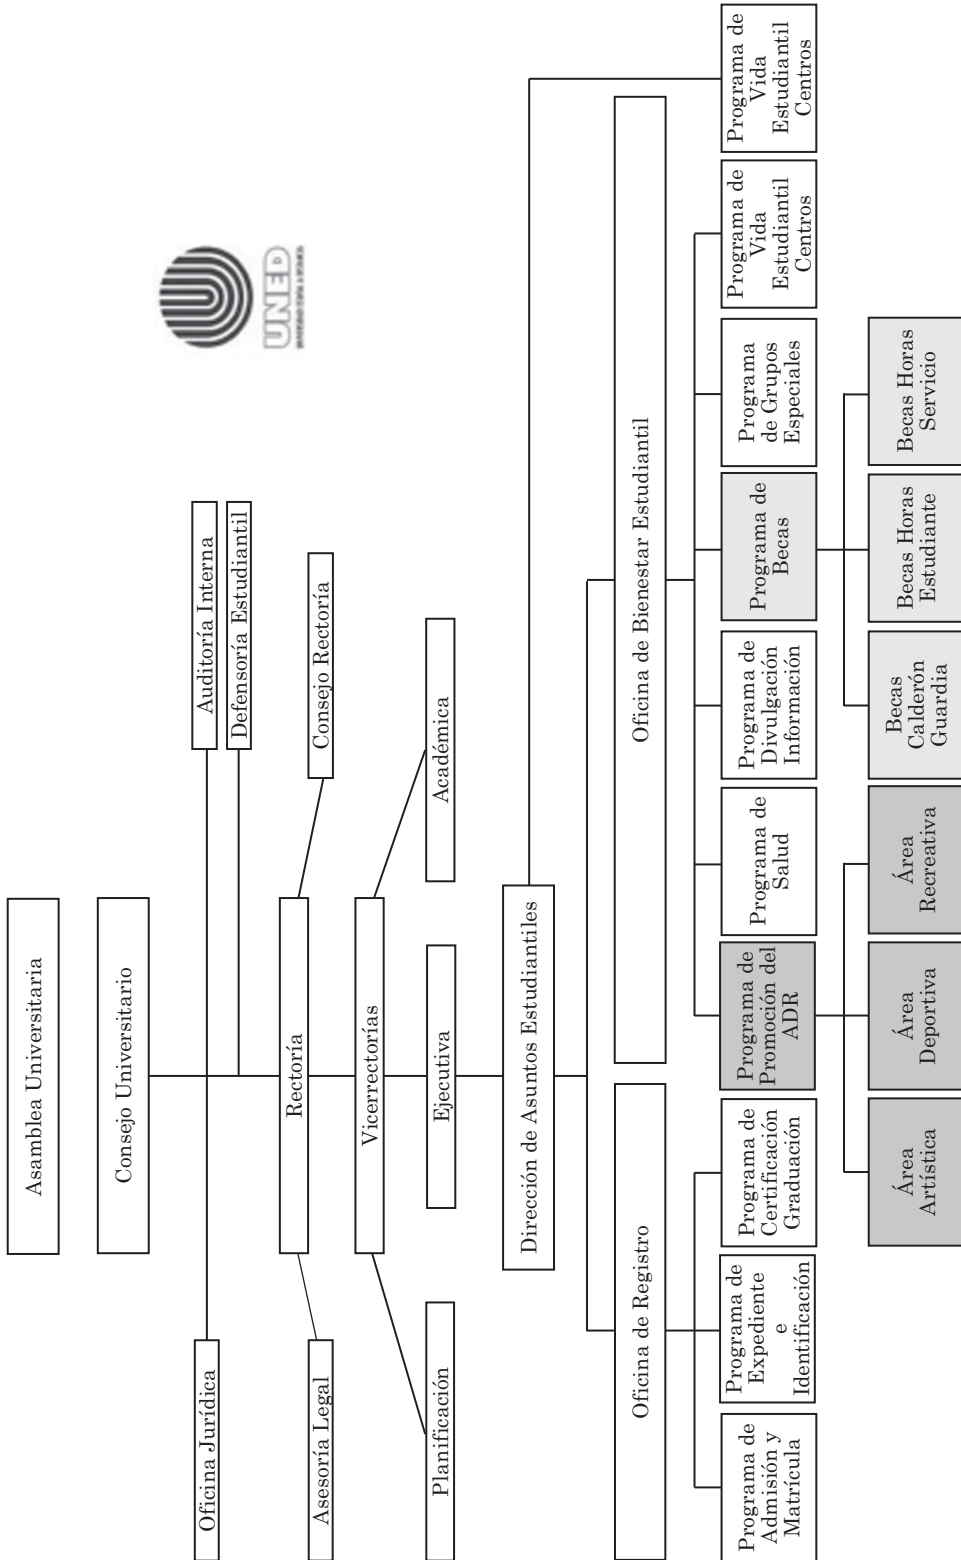 Asamblea Universitaria
Consejo Universitario
Oficina Jurídica
Auditoría Interna
Defensoría Estudiantil
Rectoría
Asesoría Legal
Consejo Rectoría
Vicerrectorías
Planificación
Ejecutiva
Académica
Dirección de Asuntos Estudiantiles
Oficina de Registro
Oficina de Bienestar Estudiantil
Programa de
Admisión y
Matrícula
Programa de
Expediente
e
Identificación
Programa de
Certificación
Graduación
Programa de
Promoción del
ADR
Programa de
Salud
Programa de
Divulgación
Información
Programa de
Becas
Programa
de Grupos
Especiales
Programa de
Vida
Estudiantil
Centros
Programa de
Vida
Estudiantil
Centros
Área
Artística
Área
Deportiva
Área
Recreativa
Becas
Calderón
Guardia
Becas Horas
Estudiante
Becas Horas
Servicio
UNED